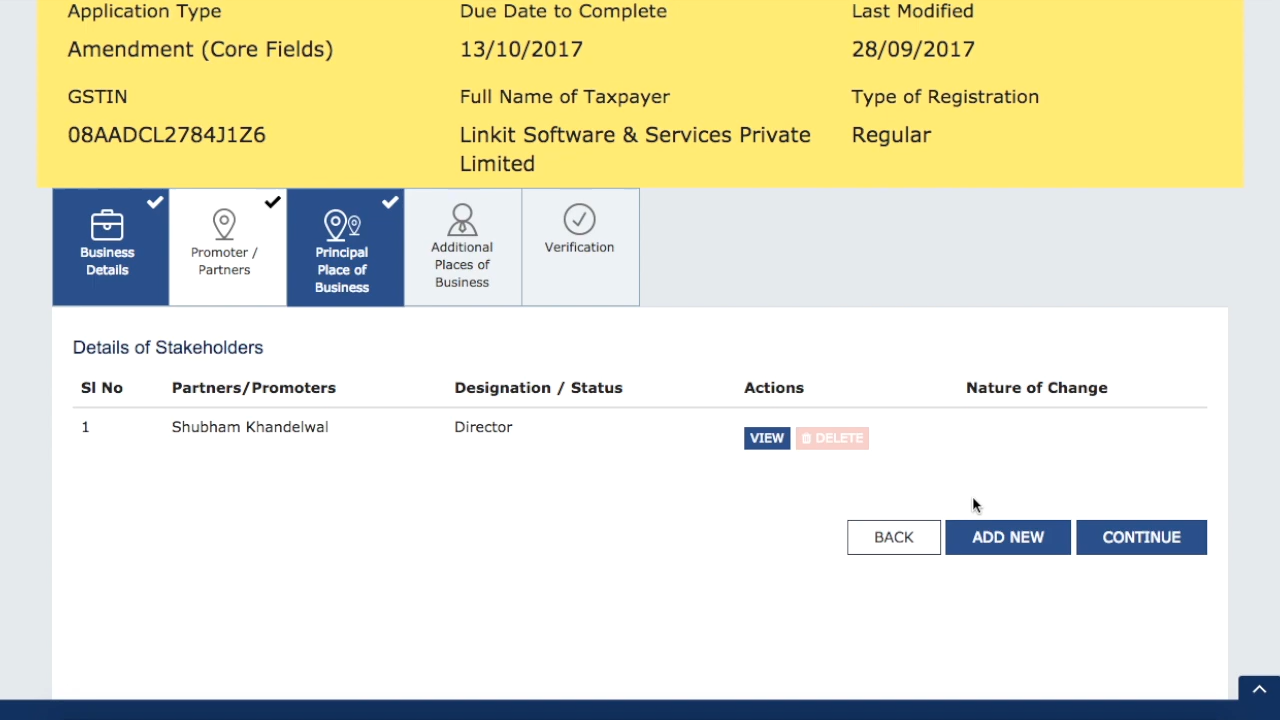 Application Type
Due Date to Complete
Last Modified
Amendment (Core Fields)
13/10/2017
28/09/2017
GSTIN
Full Name of Taxpayer
Type of Registration
08AADCL2784J1Z6
Linkit Software & Services Private
Limited
Regular
Business
Details
Promoter /
Partners
Principal
Place of
Business
Additional
Places of
Business
Verification
Details of Stakeholders
Sl No
Partners/Promoters
Designation / Status
Actions
Nature of Change
1
Shubham Khandelwal
Director
VIEW
DELETE
BACK
ADD NEW
CONTINUE